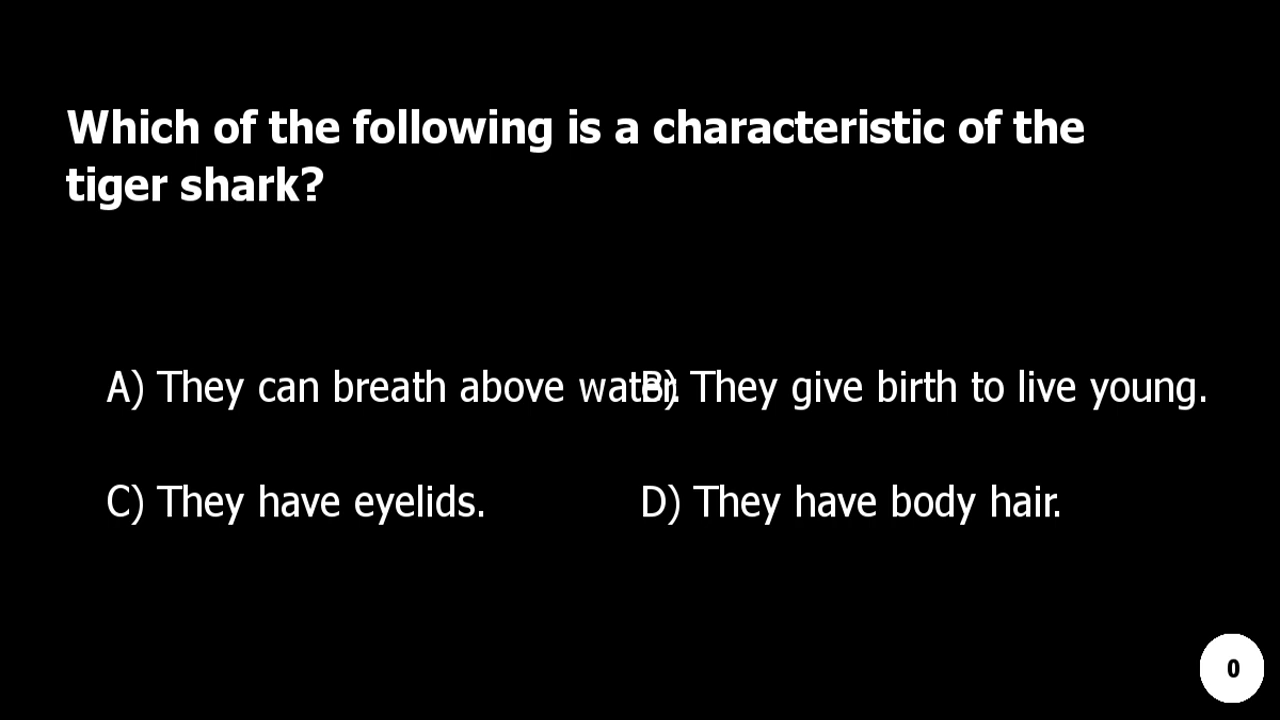 Which of the following is a characteristic of the
tiger shark?
A) They can breath above water.
B) They give birth to live young.
C) They have eyelids.
D) They have body hair.
0